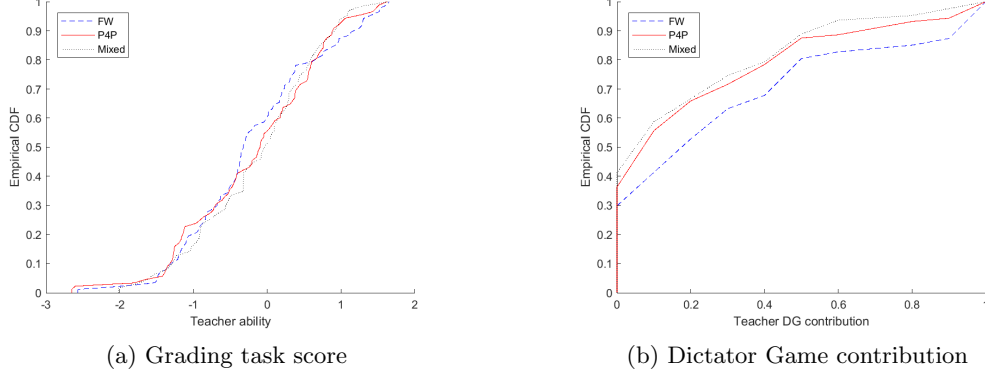 1
0.9
0.8
0.7
0.6
0.5
0.4
0.3
0.2
0.1
0
Empirical CDF
FW
P4P
Mixed
-3 -2 -1 0 1 2
Teacher ability
(a) Grading task score
1
0.9
0.8
0.7
0.6
0.5
0.4
0.3
0.2
0.1
0
Empirical CDF
FW
P4P
Mixed
0 0.2 0.4 0.6 0.8 1
Teacher DG contribution
(b) Dictator Game contribution